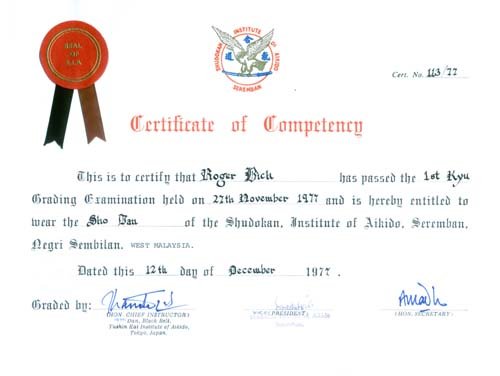 SEAL
OF
S.I.A.
SHUDOKAN INSTITUTE OF AIKIDO
SEREMBAN
Cert. No. 113/77
Certificate of Competency
This is to certify that Roger Bick has passed the 1st Kyu
Grading Examination held on 27th November 1977 and is hereby entitled to
wear the Sho Dan of the Shudokan, Institute of Aikido, Seremban,
Negri Sembilan, WEST MALAYSIA.
Dated this 12th day of December 1977.
Graded by:
(HON. CHIEF INSTRUCTOR)
Dan, Black Belt,
Yoshin Kai Institute of Aikido,
Tokyo, Japan.
VICE PRESIDENT
(HON. SECRETARY)